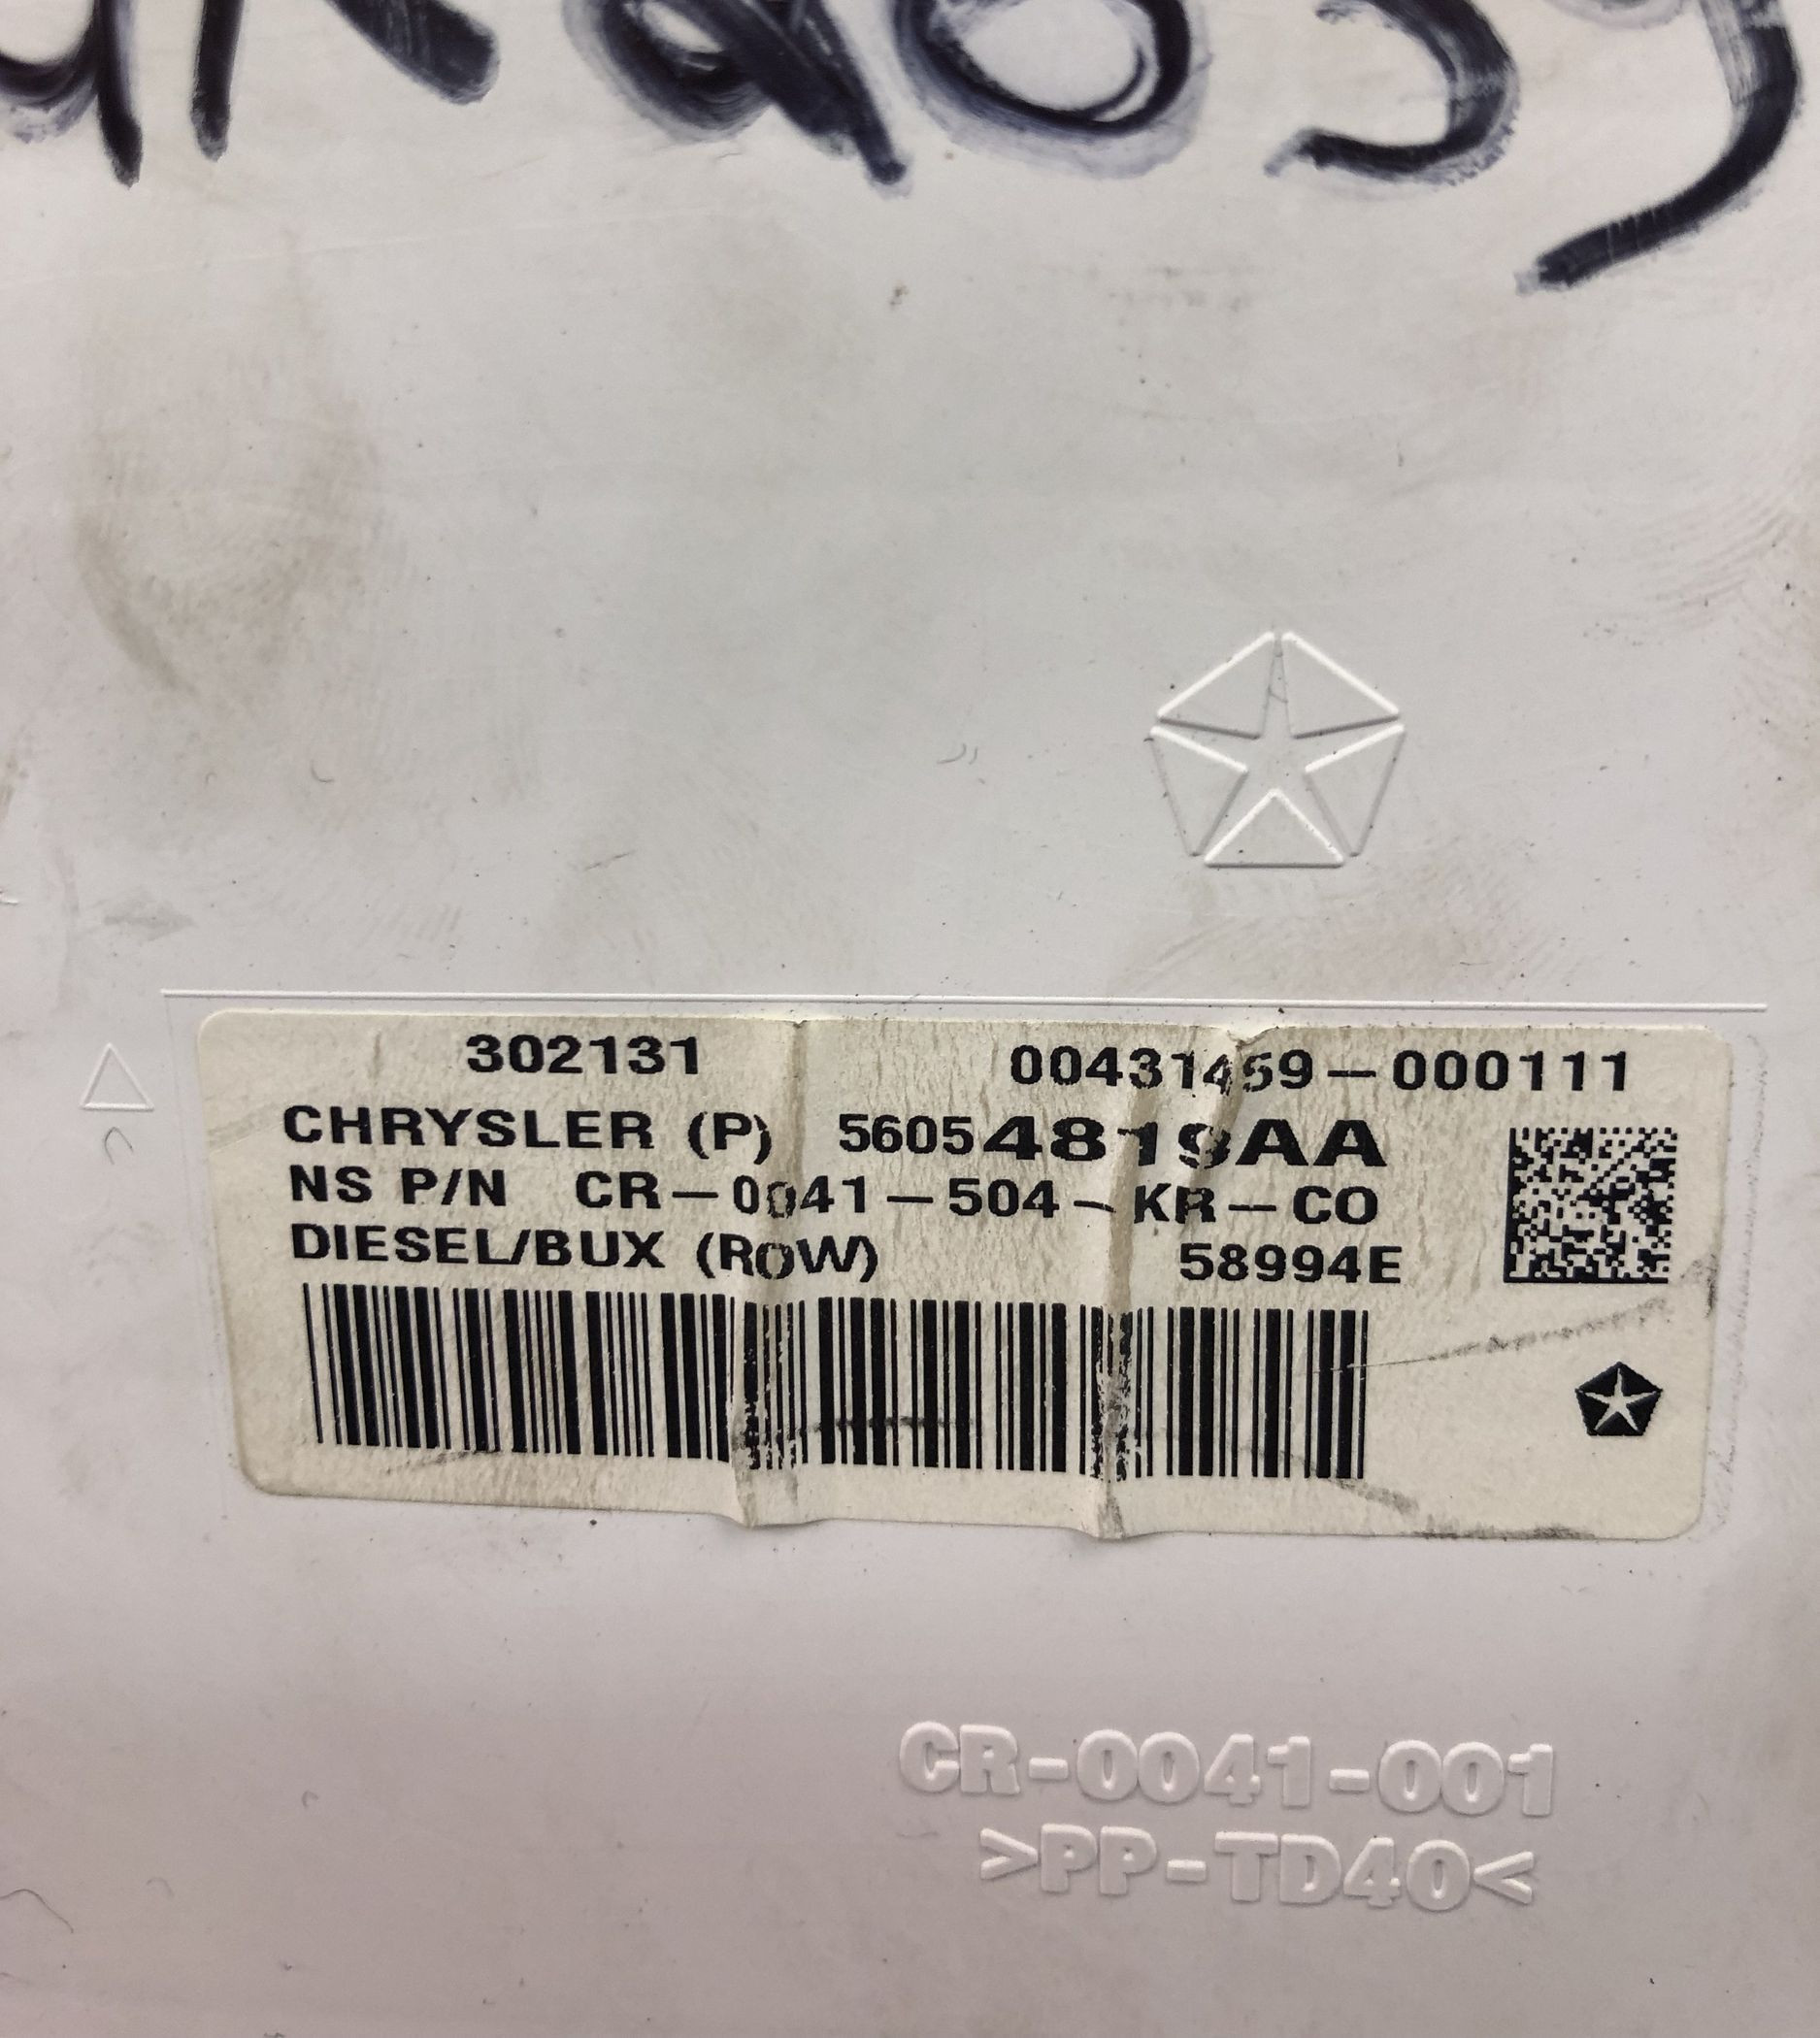 302131 00431459-000111
CHRYSLER (P) 56054819AA
NS P/N CR-0041-504-KR-CO
DIESEL/BUX (ROW) 58994E
CR-0041-001
>PP-TD40<